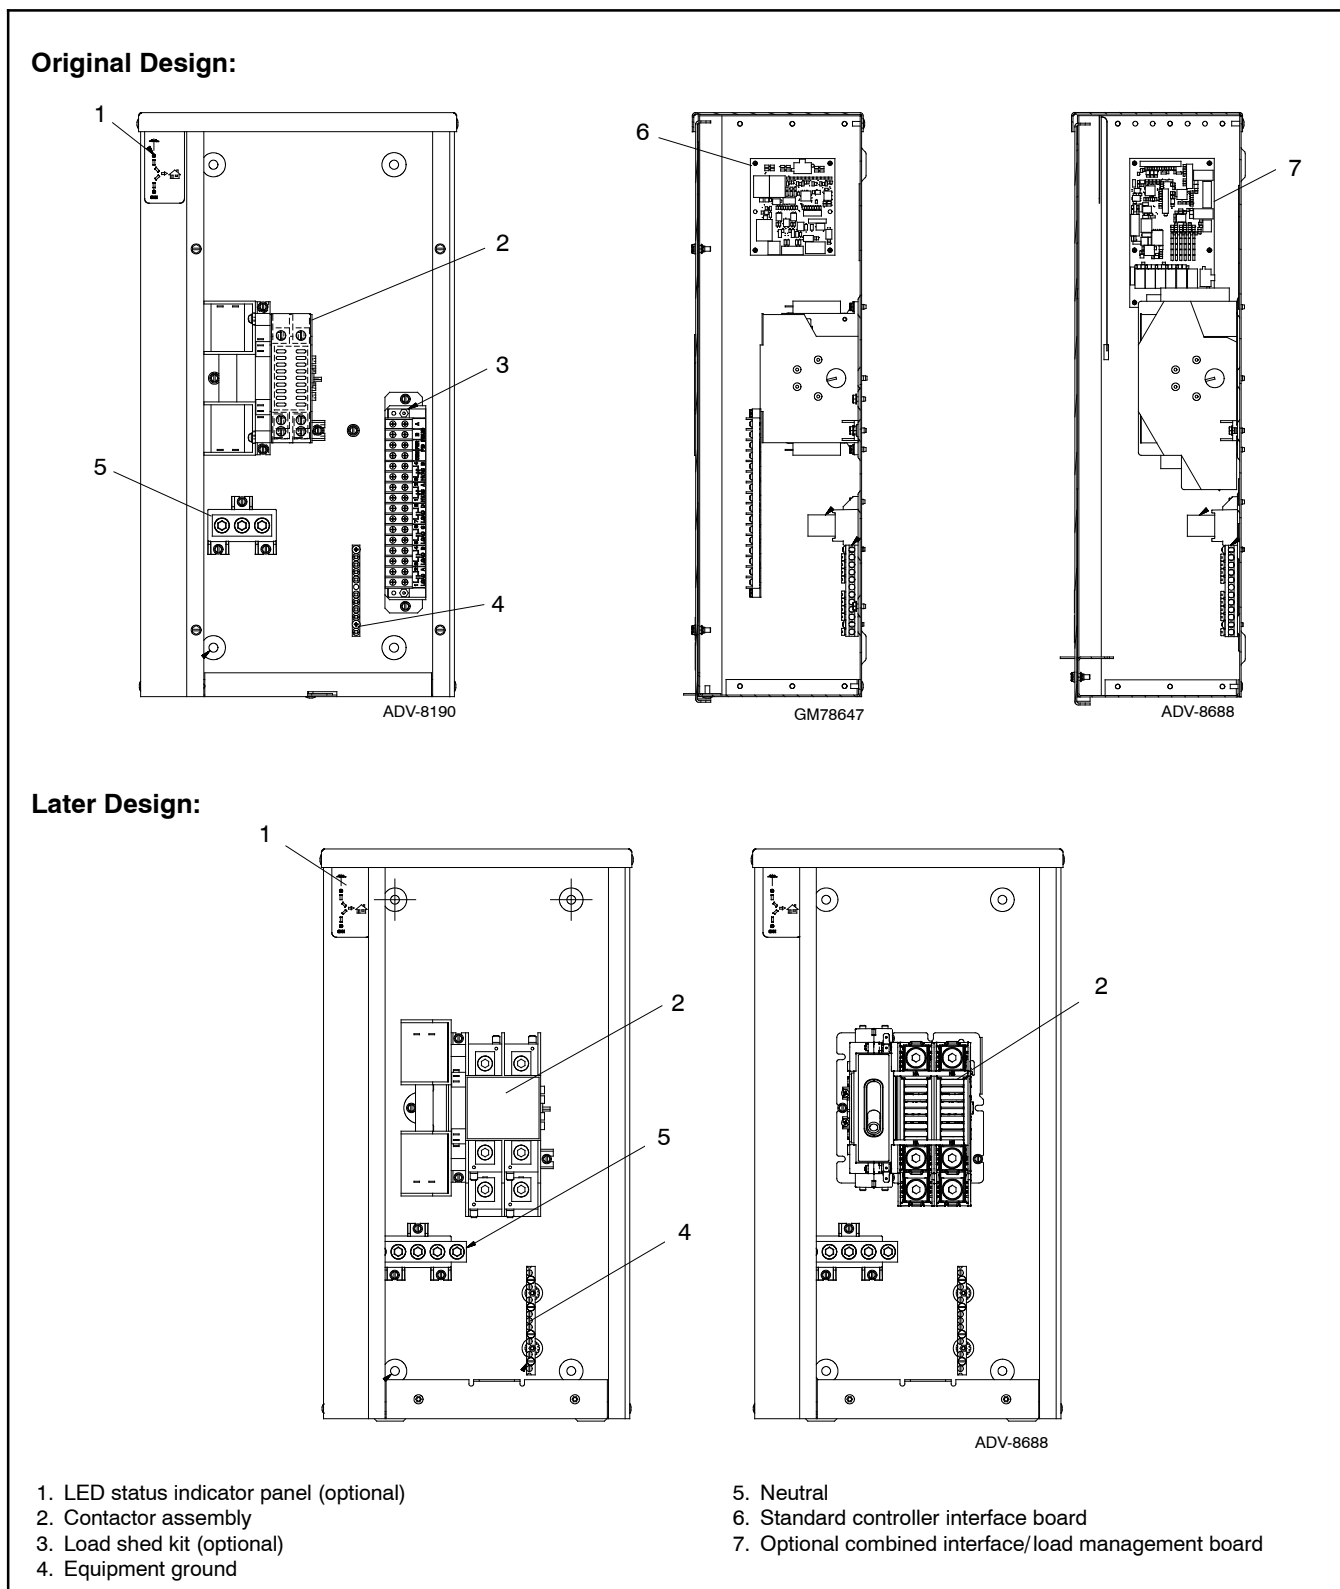 Original Design:
1
2
3
4
5
6
7
ADV-8190
GM78647
ADV-8688
Later Design:
1
2
5
4
2
ADV-8688
1. LED status indicator panel (optional)
2. Contactor assembly
3. Load shed kit (optional)
4. Equipment ground
5. Neutral
6. Standard controller interface board
7. Optional combined interface/load management board